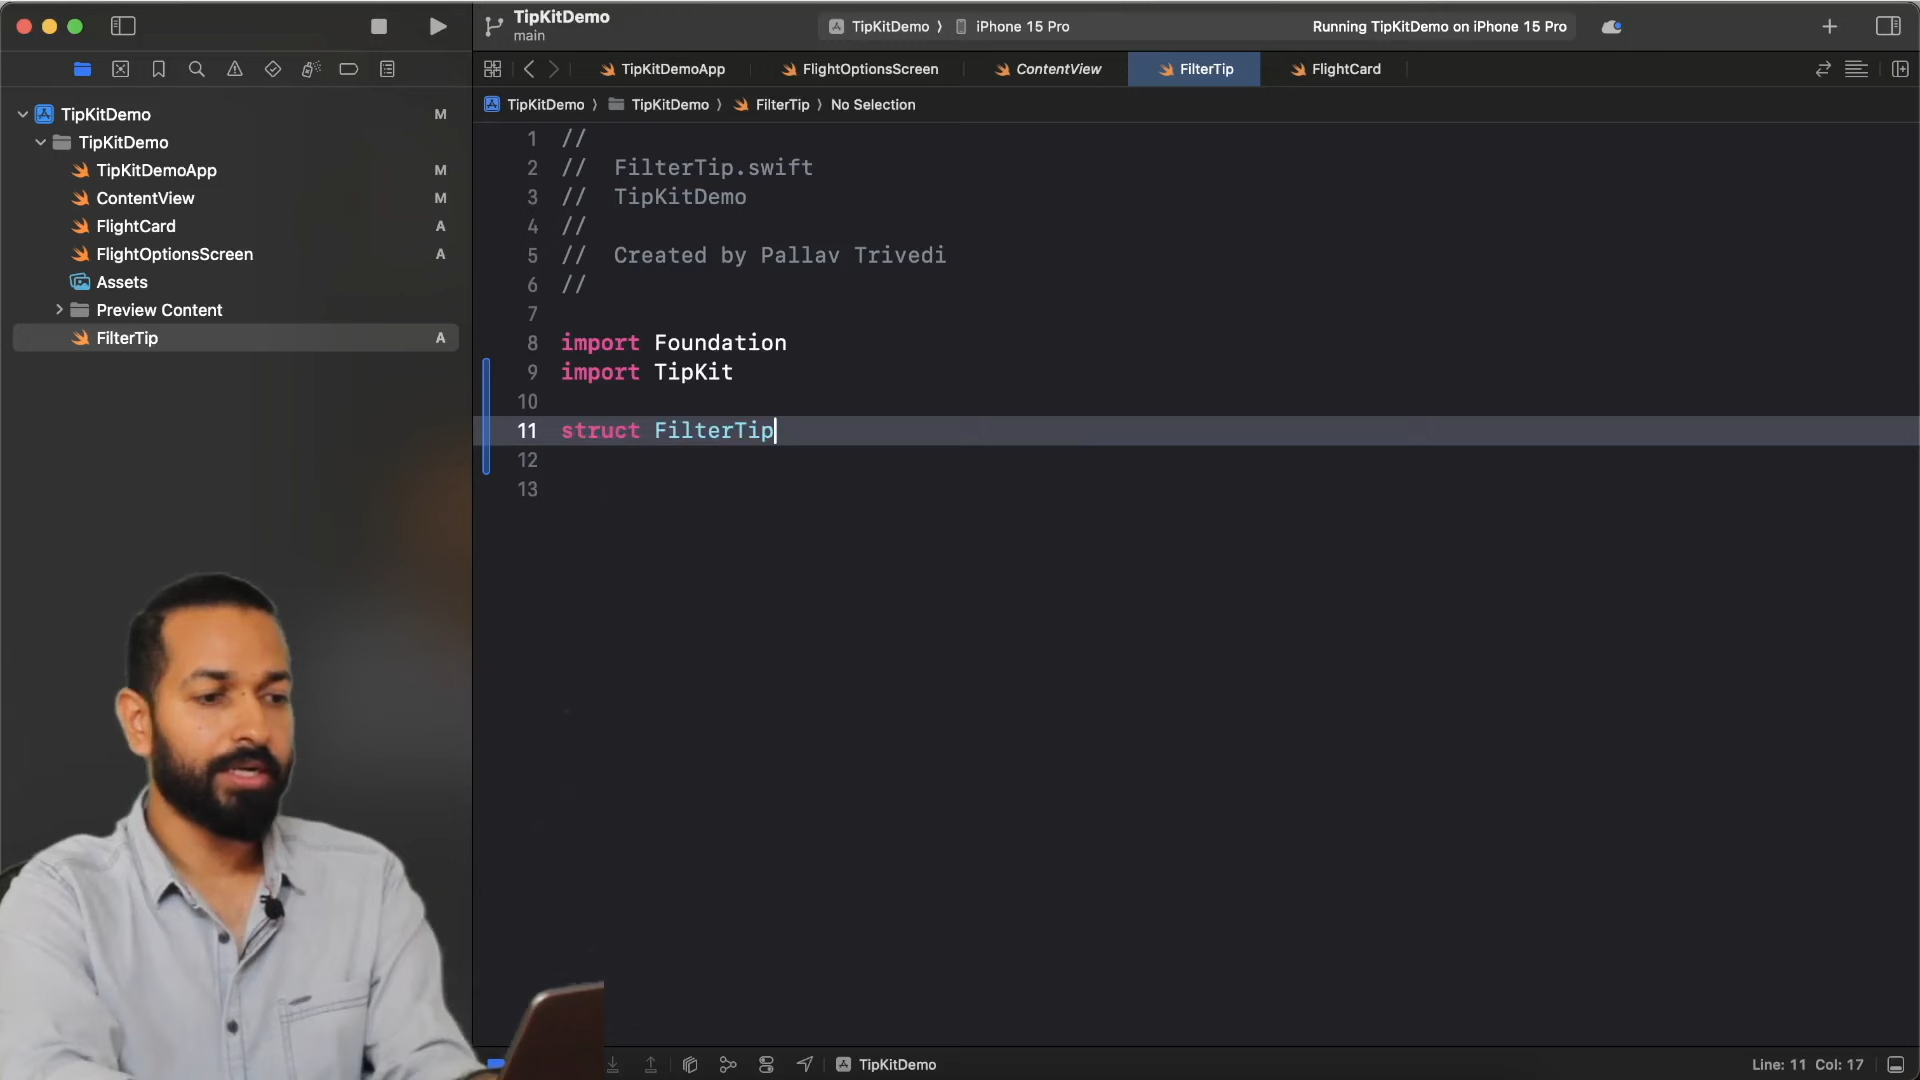 TipKitDemo
main
TipKitDemo
iPhone 15 Pro
Running TipKitDemo on iPhone 15 Pro
TipKitDemoApp
FlightOptionsScreen
ContentView
FilterTip
FlightCard
TipKitDemo
TipKitDemo
FilterTip
No Selection
TipKitDemo M
TipKitDemo
TipKitDemoApp M
ContentView M
FlightCard A
FlightOptionsScreen A
Assets
Preview Content
FilterTip A
1 //
2 // FilterTip.swift
3 // TipKitDemo
4 //
5 // Created by Pallav Trivedi
6 //
7
8 import Foundation
9 import TipKit
10
11 struct FilterTip
12
13
TipKitDemo
Line: 11 Col: 17